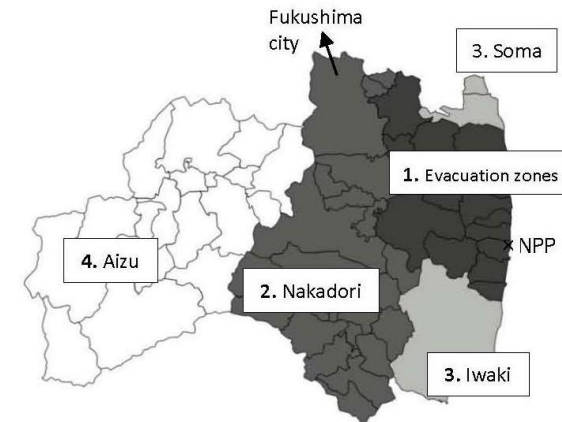 Fukushima
city
3. Soma
1. Evacuation zones
× NPP
4. Aizu
2. Nakadori
3. Iwaki